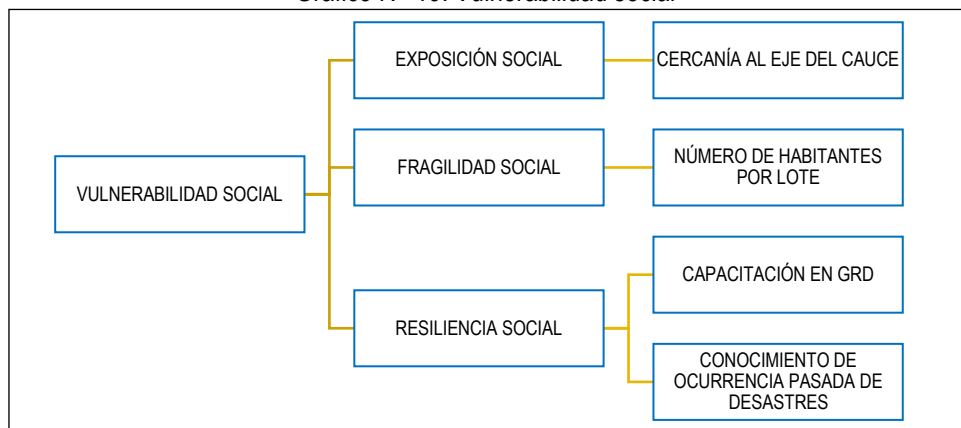 VULNERABILIDAD SOCIAL
EXPOSICIÓN SOCIAL
CERCANÍA AL EJE DEL CAUCE
FRAGILIDAD SOCIAL
NÚMERO DE HABITANTES
POR LOTE
RESILIENCIA SOCIAL
CAPACITACIÓN EN GRD
CONOCIMIENTO DE
OCURRENCIA PASADA DE
DESASTRES